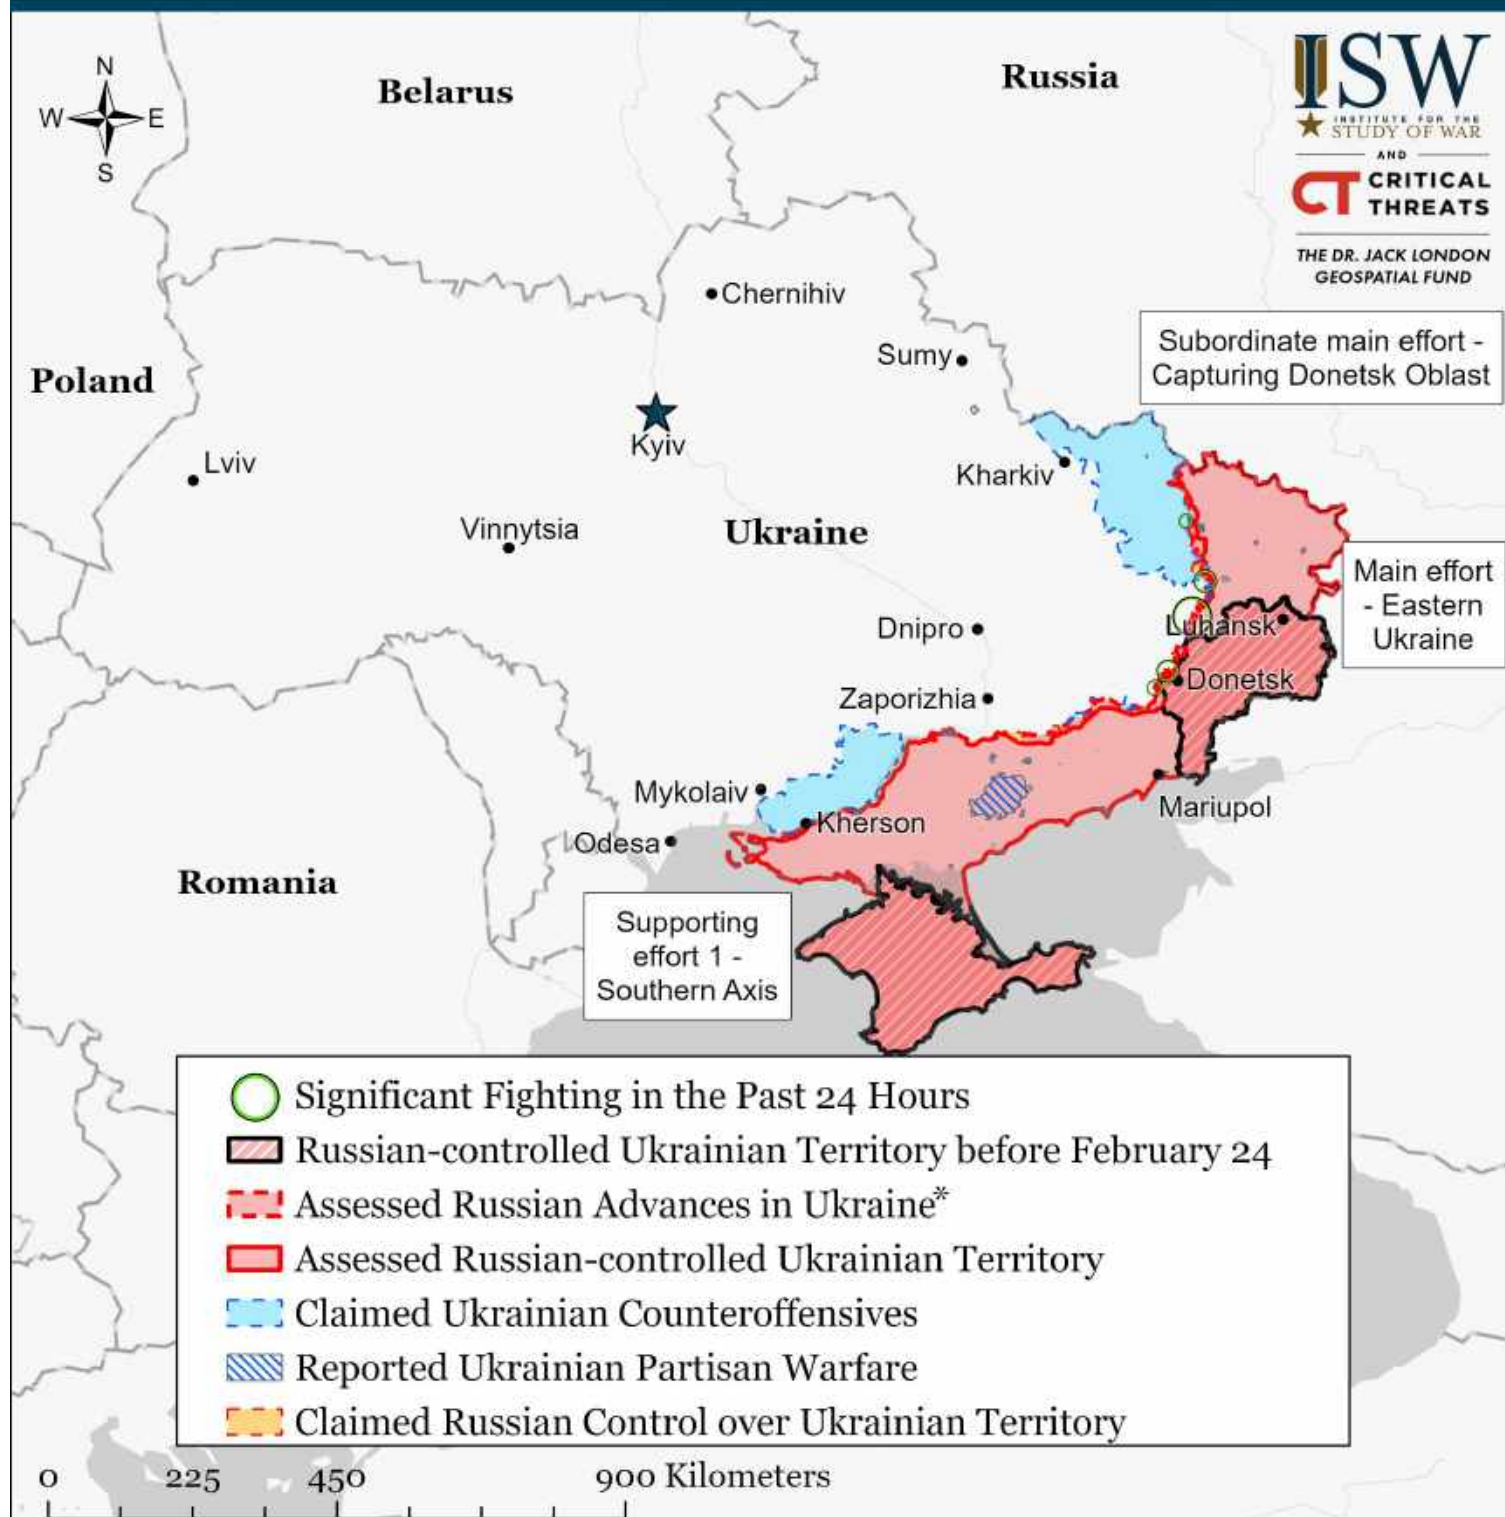 N
W E
S
Belarus
Russia
ISW
INSTITUTE FOR THE
STUDY OF WAR
AND
CT CRITICAL
THREATS
THE DR. JACK LONDON
GEOSPATIAL FUND
Chernihiv
Sumy
Subordinate main effort -
Capturing Donetsk Oblast
Poland
Kyiv
Lviv
Kharkiv
Vinnytsia
Ukraine
Main effort
- Eastern
Ukraine
Dnipro
Luhansk
Donetsk
Zaporizhia
Mykolaiv
Mariupol
Kherson
Odesa
Romania
Supporting
effort 1 -
Southern Axis
Significant Fighting in the Past 24 Hours
Russian-controlled Ukrainian Territory before February 24
Assessed Russian Advances in Ukraine*
Assessed Russian-controlled Ukrainian Territory
Claimed Ukrainian Counteroffensives
Reported Ukrainian Partisan Warfare
Claimed Russian Control over Ukrainian Territory
0 225 450 900 Kilometers